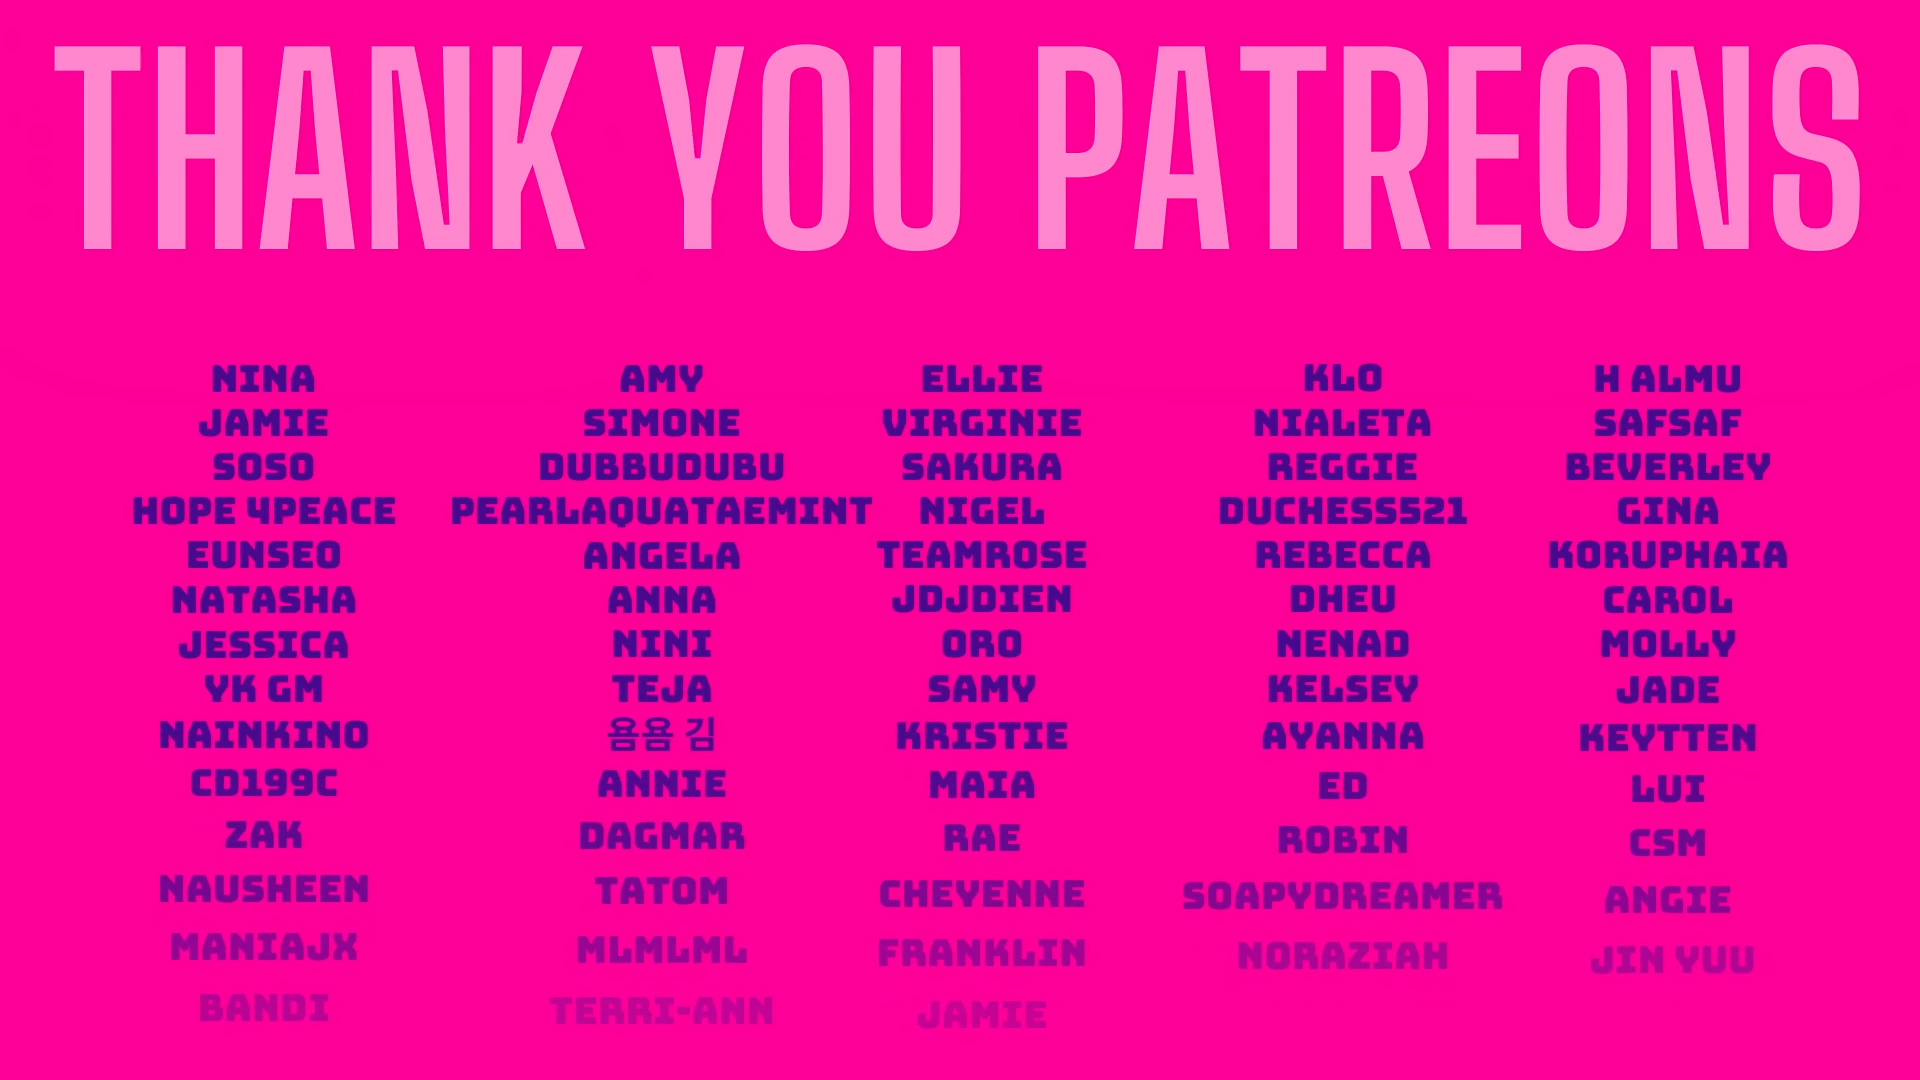 THANK YOU PATREONS
NINA AMY ELLIE KLO H ALMU
JAMIE SIMONE VIRGINIE NIALETA SAFSAF
SOSO DUBBUDUBU SAKURA REGGIE BEVERLEY
HOPE 4PEACE PEARLAQUATAEMINT NIGEL DUCHESS521 GINA
EUNSEO ANGELA TEAMROSE REBECCA KORUPHAIA
NATASHA ANNA JDJDIEN DHEU CAROL
JESSICA NINI ORO NENAD MOLLY
YK GM TEJA SAMY KELSEY JADE
NAINKINO 욤욤 김 KRISTIE AYANNA KEYTTEN
CD199C ANNIE MAIA ED LUI
ZAK DAGMAR RAE ROBIN CSM
NAUSHEEN TATOM CHEYENNE SOAPYDREAMER ANGIE
MANIAJX MLMLML FRANKLIN NORAZIAH JIN YUU
BANDI TERRI-ANN JAMIE